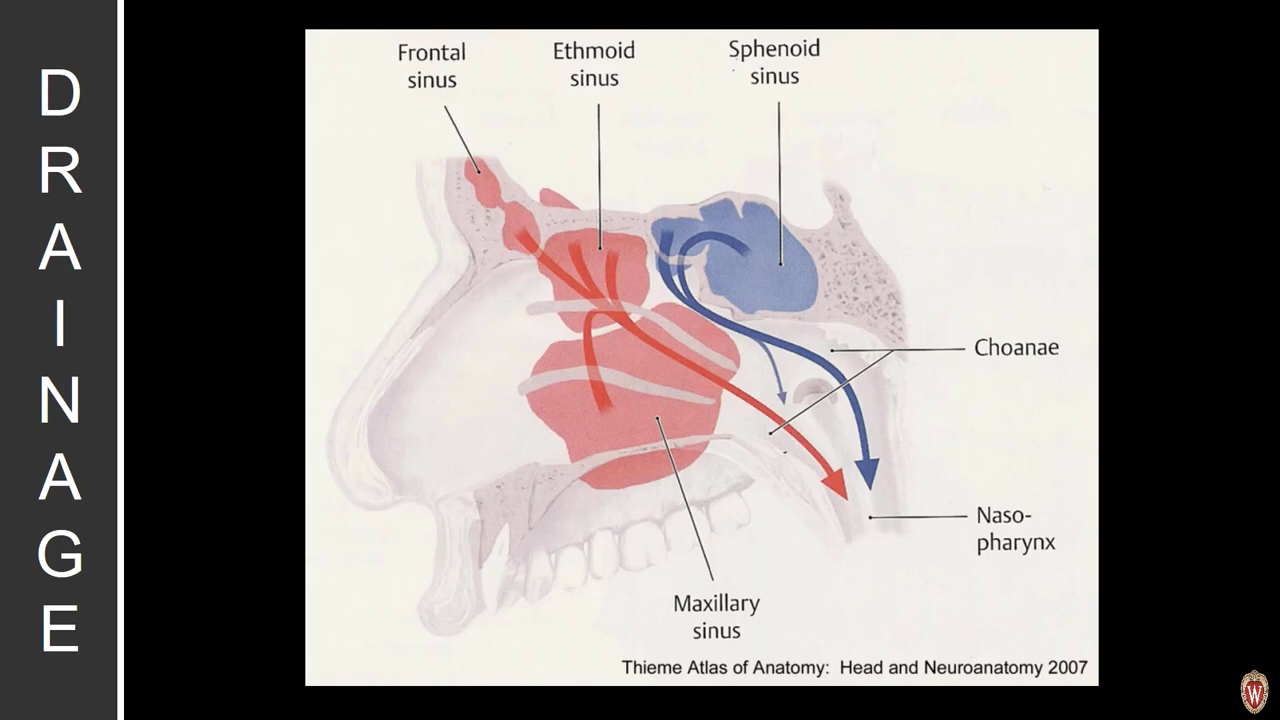 DRAINAGE
Frontal
sinus
Ethmoid
sinus
Sphenoid
sinus
Choanae
Naso-
pharynx
Maxillary
sinus
Thieme Atlas of Anatomy: Head and Neuroanatomy 2007
W